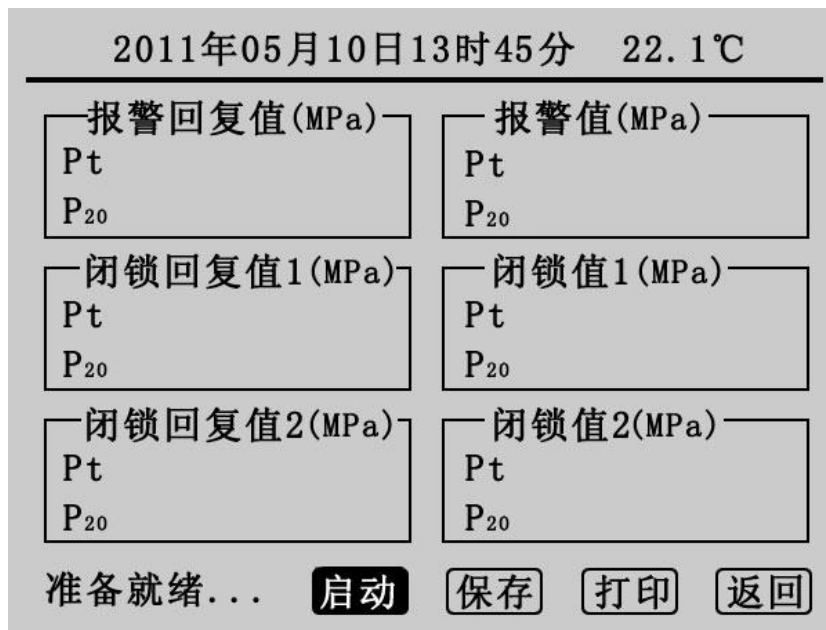 2011年05月10日13时45分 22.1℃
报警回复值(MPa) 报警值(MPa)
Pt Pt
P₂₀ P₂₀
闭锁回复值1(MPa) 闭锁值1(MPa)
Pt Pt
P₂₀ P₂₀
闭锁回复值2(MPa) 闭锁值2(MPa)
Pt Pt
P₂₀ P₂₀
准备就绪... 启动 保存 打印 返回